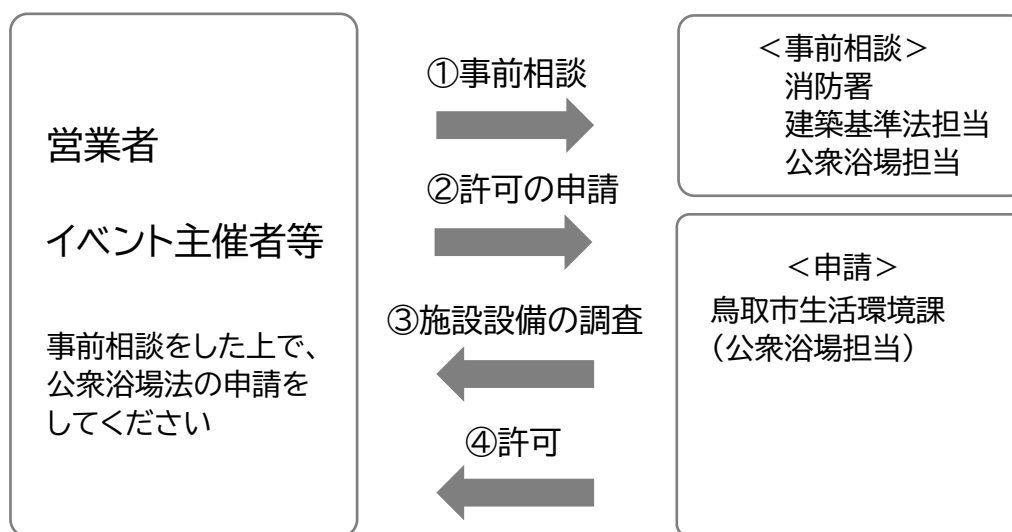 営業者
イベント主催者等
事前相談をした上で、
公衆浴場法の申請を
してください
①事前相談
②許可の申請
③施設設備の調査
④許可
＜事前相談＞
消防署
建築基準法担当
公衆浴場担当
＜申請＞
鳥取市生活環境課
（公衆浴場担当）